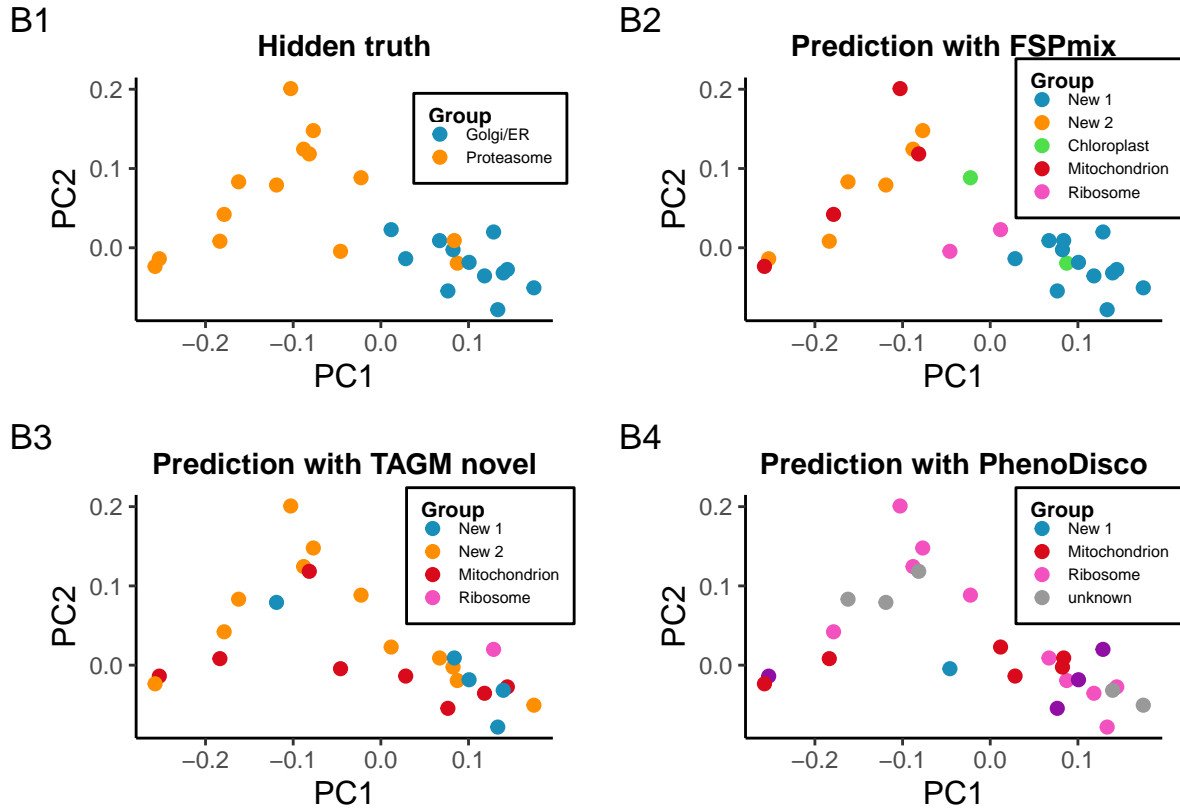 B1
Hidden truth
Group
Golgi/ER
Proteasome
PC2
0.2
0.1
0.0
−0.2 −0.1 0.0 0.1
PC1
B2
Prediction with FSPmix
Group
New 1
New 2
Chloroplast
Mitochondrion
Ribosome
PC2
0.2
0.1
0.0
−0.2 −0.1 0.0 0.1
PC1
B3
Prediction with TAGM novel
Group
New 1
New 2
Mitochondrion
Ribosome
PC2
0.2
0.1
0.0
−0.2 −0.1 0.0 0.1
PC1
B4
Prediction with PhenoDisco
Group
New 1
Mitochondrion
Ribosome
unknown
PC2
0.2
0.1
0.0
−0.2 −0.1 0.0 0.1
PC1